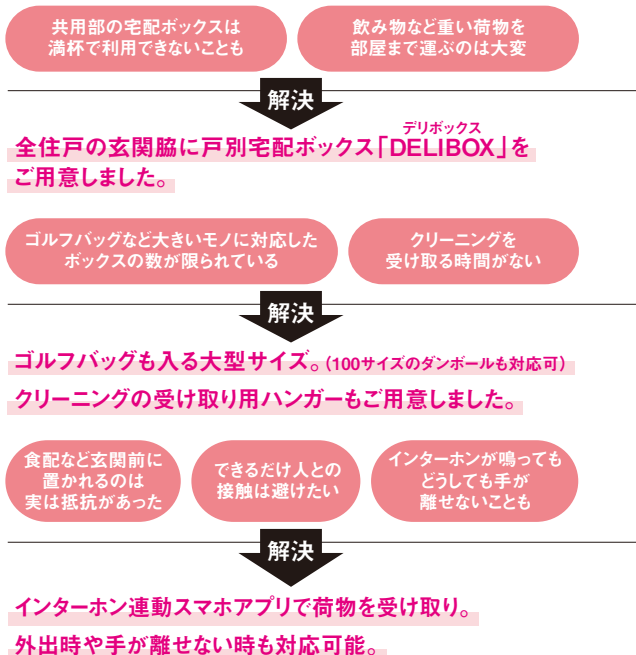 共用部の宅配ボックスは
満杯で利用できないことも
飲み物など重い荷物を
部屋まで運ぶのは大変
解決
デリボックス
全住戸の玄関脇に戸別宅配ボックス「DELIBOX」を
ご用意しました。
ゴルフバッグなど大きいモノに対応した
ボックスの数が限られている
クリーニングを
受け取る時間がない
解決
ゴルフバッグも入る大型サイズ。(100サイズのダンボールも対応可)
クリーニングの受け取り用ハンガーもご用意しました。
食配など玄関前に
置かれるのは
実は抵抗があった
できるだけ人との
接触は避けたい
インターホンが鳴っても
どうしても手が
離せないことも
解決
インターホン連動スマホアプリで荷物を受け取り。
外出時や手が離せない時も対応可能。